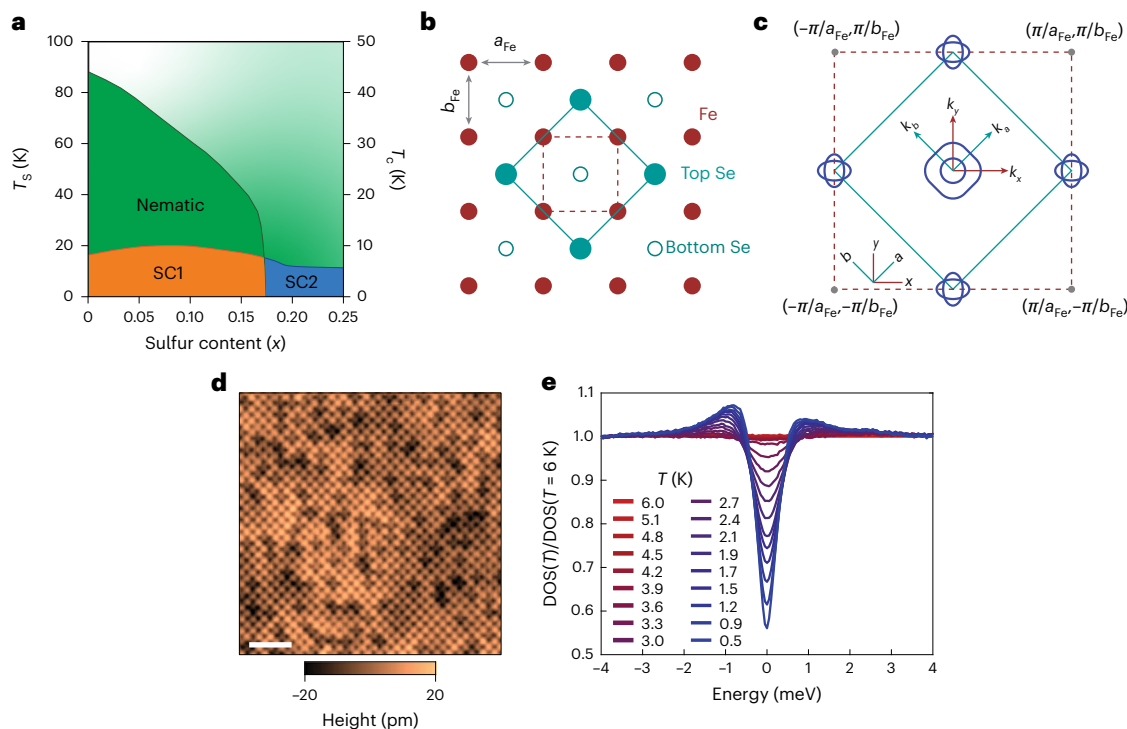 a
100
80
60
40
20
0
T_S (K)
50
40
30
20
10
0
T_c (K)
Nematic
SC1
SC2
0
0.05
0.10
0.15
0.20
0.25
Sulfur content (x)
b
a_Fe
b_Fe
Fe
Top Se
Bottom Se
c
(−π/a_Fe,π/b_Fe)
(π/a_Fe,π/b_Fe)
k_y
k_b
k_a
k_x
b
y
a
x
(−π/a_Fe,−π/b_Fe)
(π/a_Fe,−π/b_Fe)
d
−20
20
Height (pm)
e
1.1
1.0
0.9
0.8
0.7
0.6
0.5
DOS(T)/DOS(T = 6 K)
T (K)
6.0 2.7
5.1 2.4
4.8 2.1
4.5 1.9
4.2 1.7
3.9 1.5
3.6 1.2
3.3 0.9
3.0 0.5
−4 −3 −2 −1 0 1 2 3 4
Energy (meV)